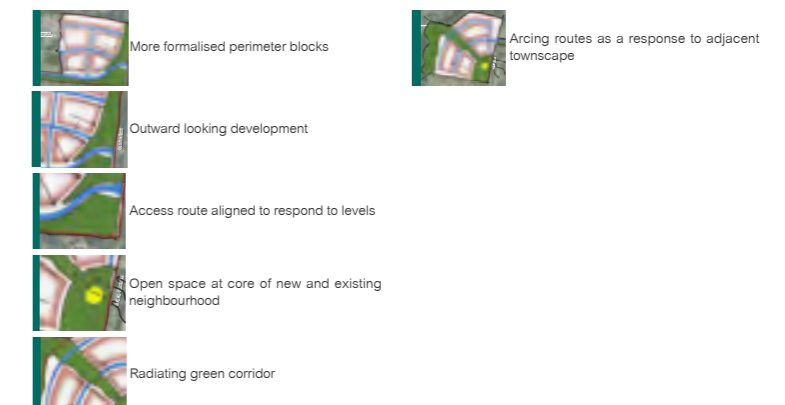 More formalised perimeter blocks
Outward looking development
Access route aligned to respond to levels
Open space at core of new and existing
neighbourhood
Radiating green corridor
Arcing routes as a response to adjacent
townscape